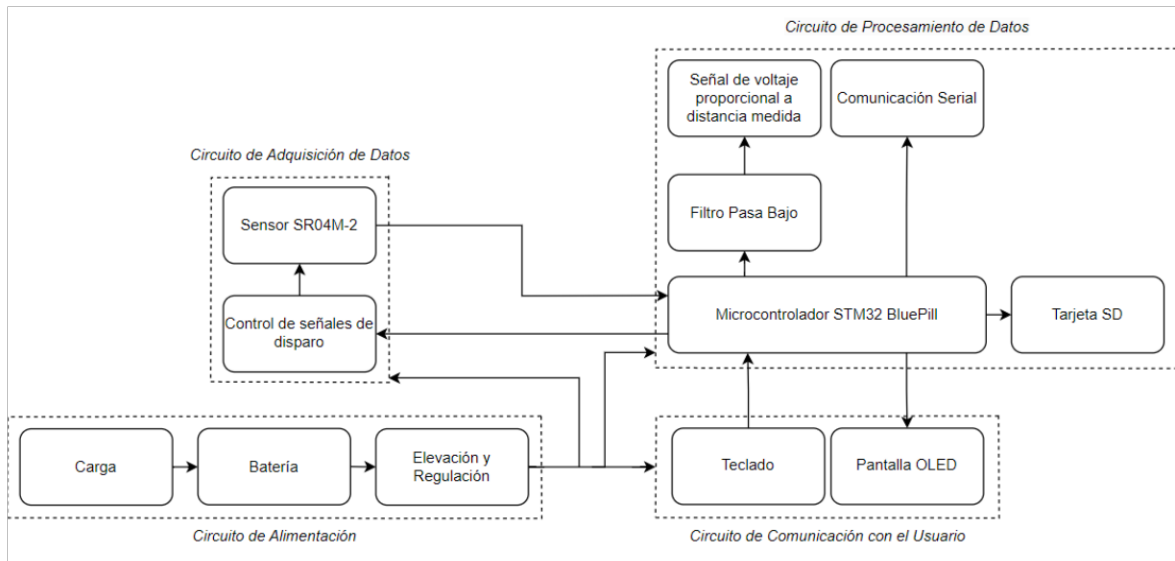 Circuito de Procesamiento de Datos
Señal de voltaje
proporcional a
distancia medida
Comunicación Serial
Circuito de Adquisición de Datos
Sensor SR04M-2
Filtro Pasa Bajo
Control de señales de
disparo
Microcontrolador STM32 BluePill
Tarjeta SD
Carga
Batería
Elevación y
Regulación
Teclado
Pantalla OLED
Circuito de Alimentación
Circuito de Comunicación con el Usuario